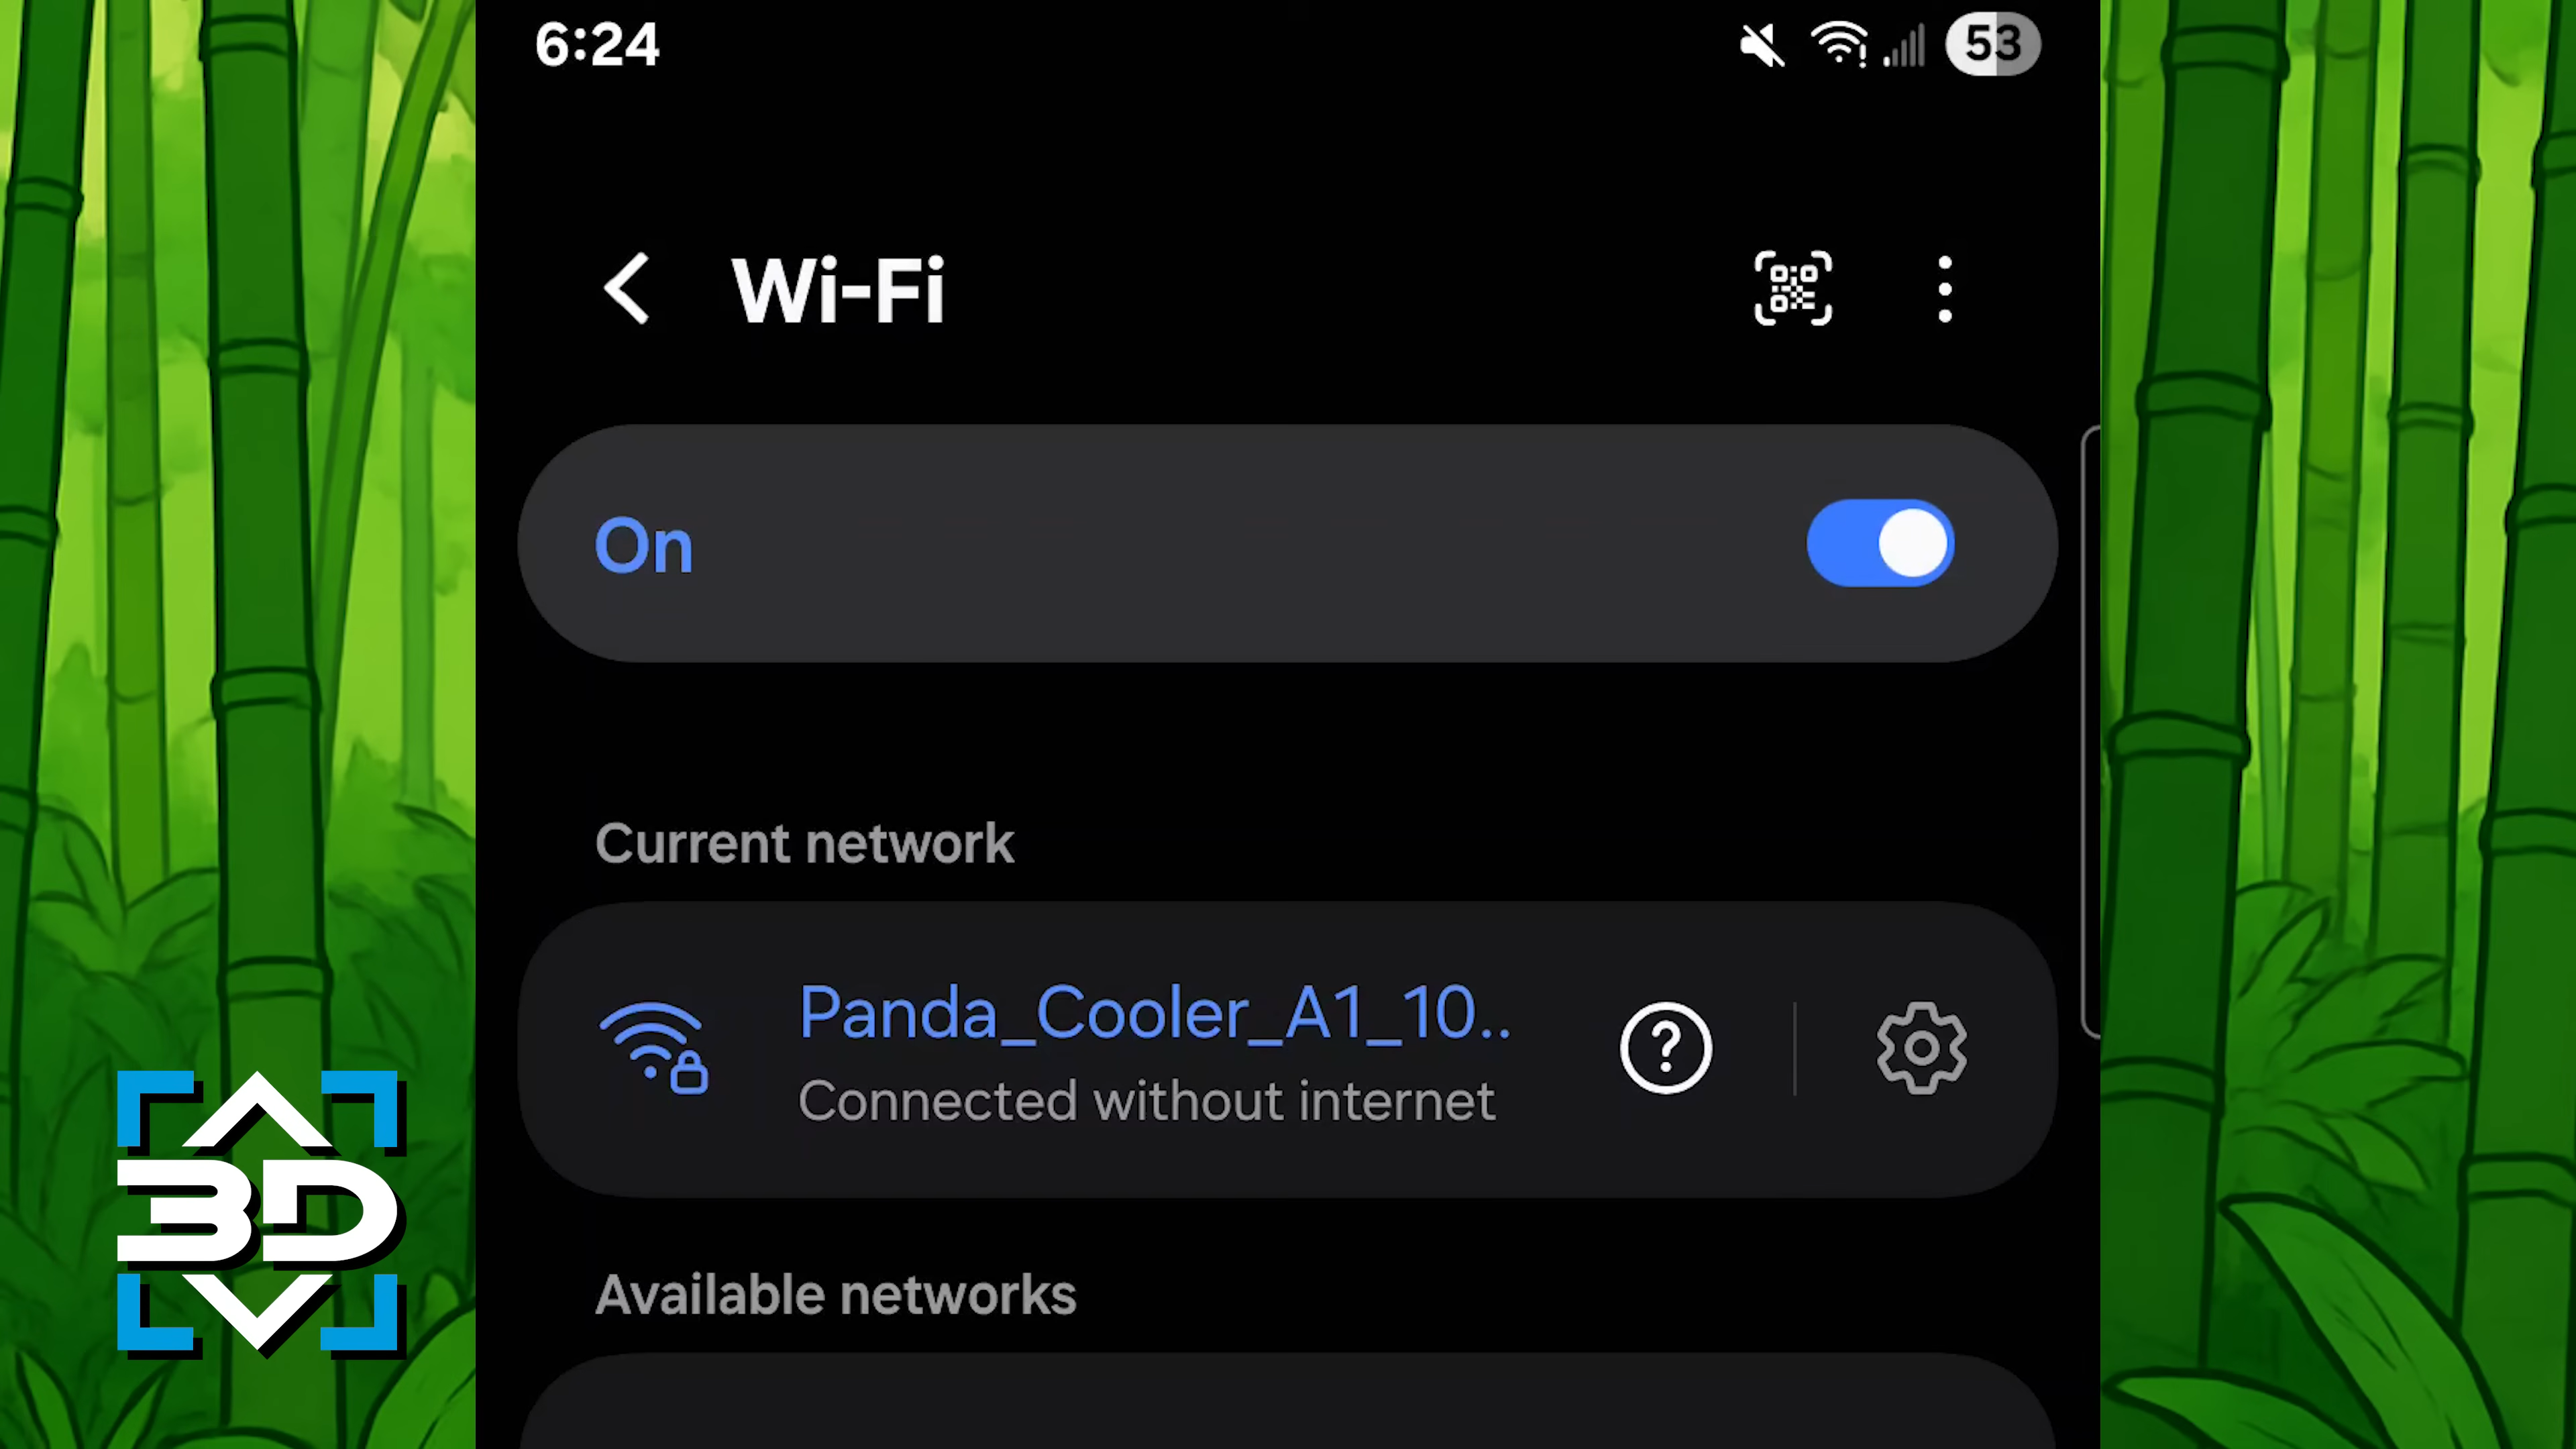 6:24
53
Wi-Fi
On
Current network
Panda_Cooler_A1_10..
Connected without internet
Available networks
3D